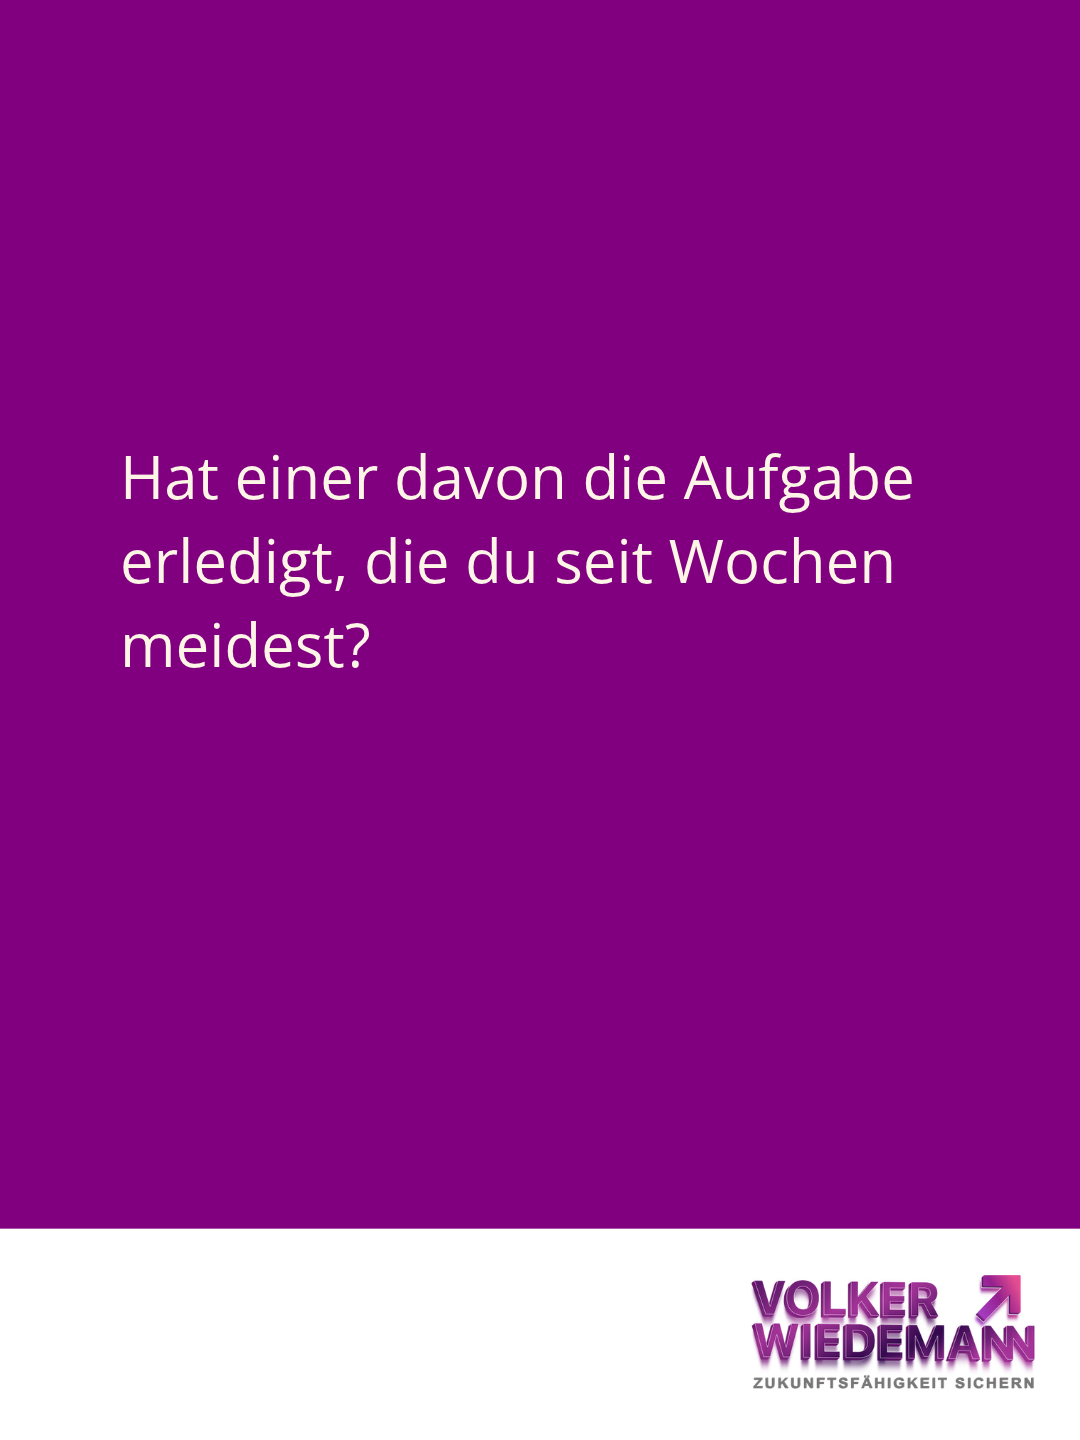 Hat einer davon die Aufgabe
erledigt, die du seit Wochen
meidest?
VOLKER
WIEDEMANN
ZUKUNFTSFÄHIGKEIT SICHERN